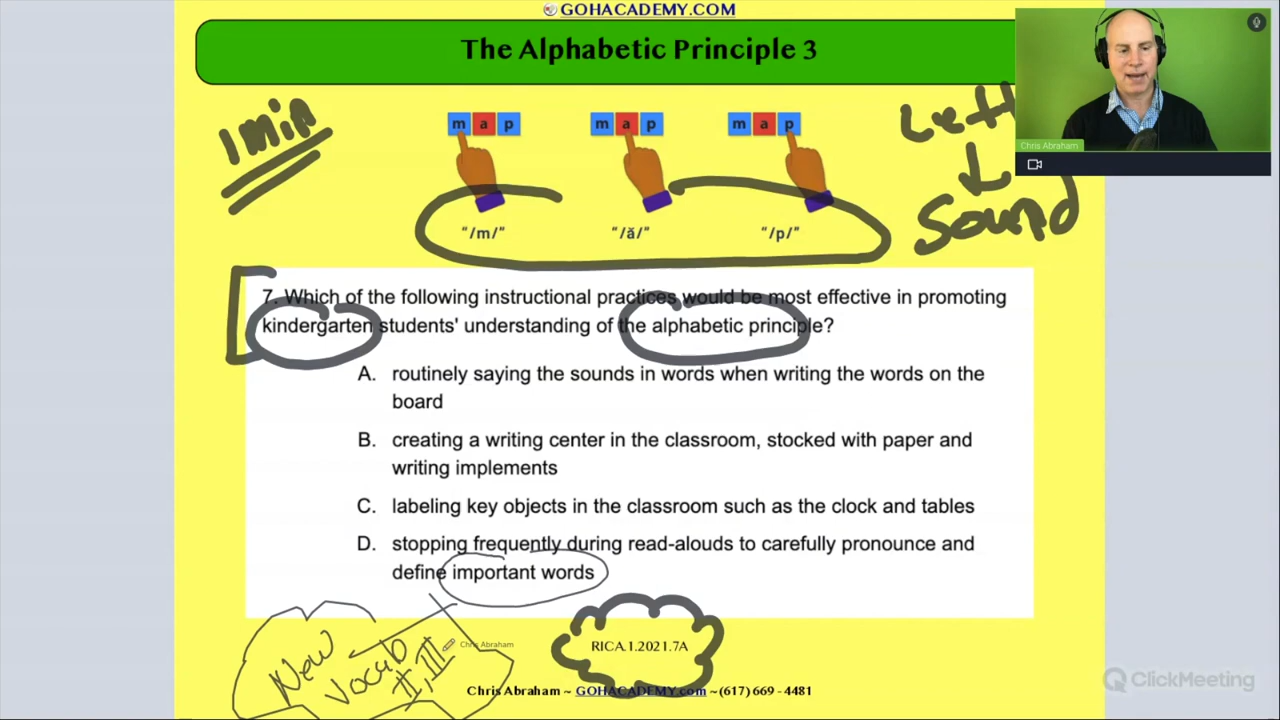 GOHACADEMY.COM
The Alphabetic Principle 3
1 min
m a p
m a p
m a p
Chris Abraham
Sound
"/m/"
"/ă/"
"/p/"
7. Which of the following instructional practices would be most effective in promoting
kindergarten students' understanding of the alphabetic principle?
A. routinely saying the sounds in words when writing the words on the
board
B. creating a writing center in the classroom, stocked with paper and
writing implements
C. labeling key objects in the classroom such as the clock and tables
D. stopping frequently during read-alouds to carefully pronounce and
define important words
New
Vocab
II, III
Chris Abraham
RICA.1.2021.7A
Chris Abraham ~ GOHACADEMY.com ~(617) 669 - 4481
ClickMeeting